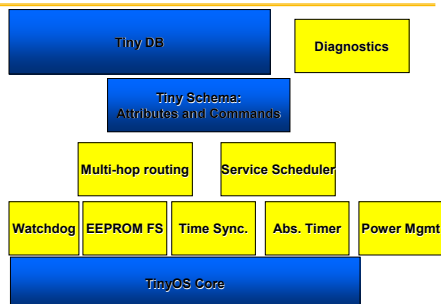 Tiny DB
Diagnostics
Tiny Schema:
Attributes and Commands
Multi-hop routing
Service Scheduler
Watchdog
EEPROM FS
Time Sync.
Abs. Timer
Power Mgmt
TinyOS Core